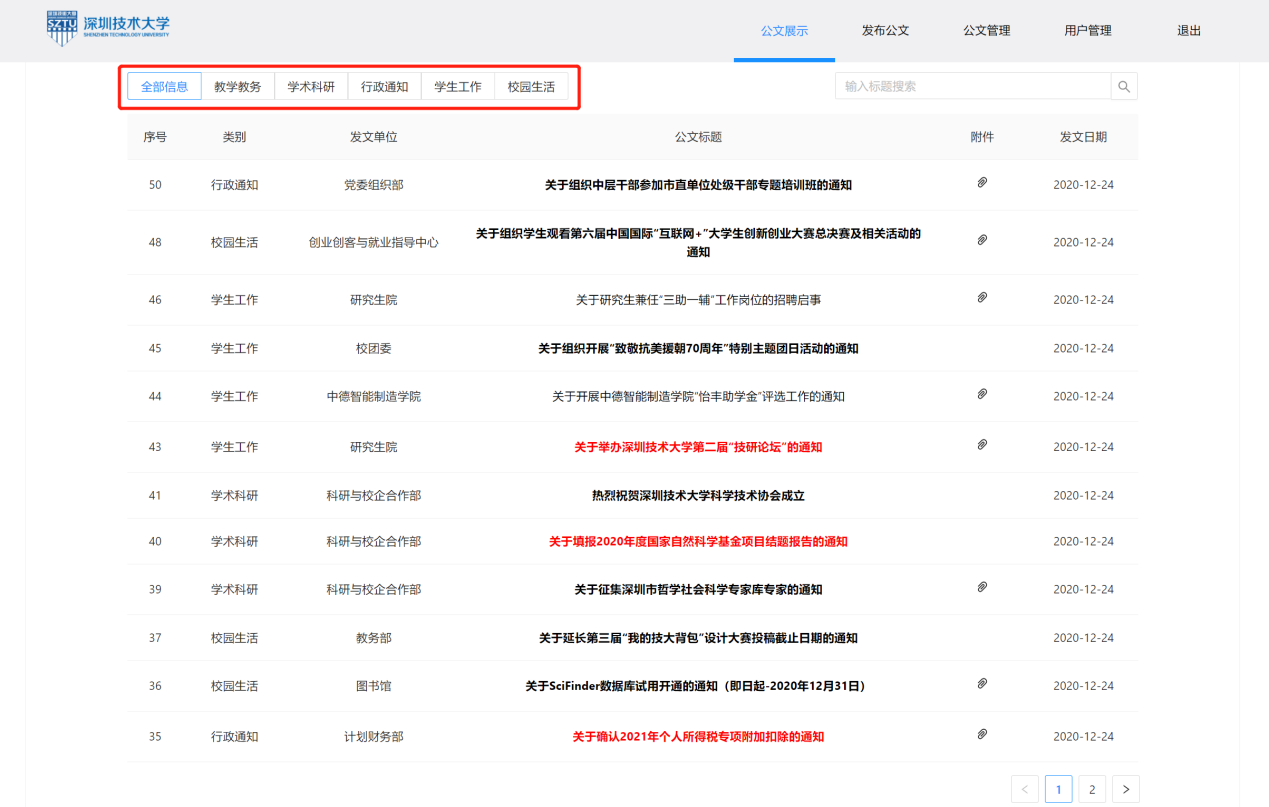 深圳技术大学
SZTU
深圳技术大学
SHENZHEN TECHNOLOGY UNIVERSITY
公文展示 发布公文 公文管理 用户管理 退出
全部信息 教学教务 学术科研 行政通知 学生工作 校园生活 输入标题搜索
序号 类别 发文单位 公文标题 附件 发文日期
50 行政通知 党委组织部 关于组织中层干部参加市直单位处级干部专题培训班的通知 2020-12-24
48 校园生活 创业创客与就业指导中心 关于组织学生观看第六届中国国际“互联网+”大学生创新创业大赛总决赛及相关活动的 2020-12-24
通知
46 学生工作 研究生院 关于研究生兼任“三助一辅”工作岗位的招聘启事 2020-12-24
45 学生工作 校团委 关于组织开展“致敬抗美援朝70周年”特别主题团日活动的通知 2020-12-24
44 学生工作 中德智能制造学院 关于开展中德智能制造学院“怡丰助学金”评选工作的通知 2020-12-24
43 学生工作 研究生院 关于举办深圳技术大学第二届“技研论坛”的通知 2020-12-24
41 学术科研 科研与校企合作部 热烈祝贺深圳技术大学科学技术协会成立 2020-12-24
40 学术科研 科研与校企合作部 关于填报2020年度国家自然科学基金项目结题报告的通知 2020-12-24
39 学术科研 科研与校企合作部 关于征集深圳市哲学社会科学专家库专家的通知 2020-12-24
37 校园生活 教务部 关于延长第三届“我的技大背包”设计大赛投稿截止日期的通知 2020-12-24
36 校园生活 图书馆 关于SciFinder数据库试用开通的通知（即日起-2020年12月31日） 2020-12-24
35 行政通知 计划财务部 关于确认2021年个人所得税专项附加扣除的通知 2020-12-24
< 1 2 >